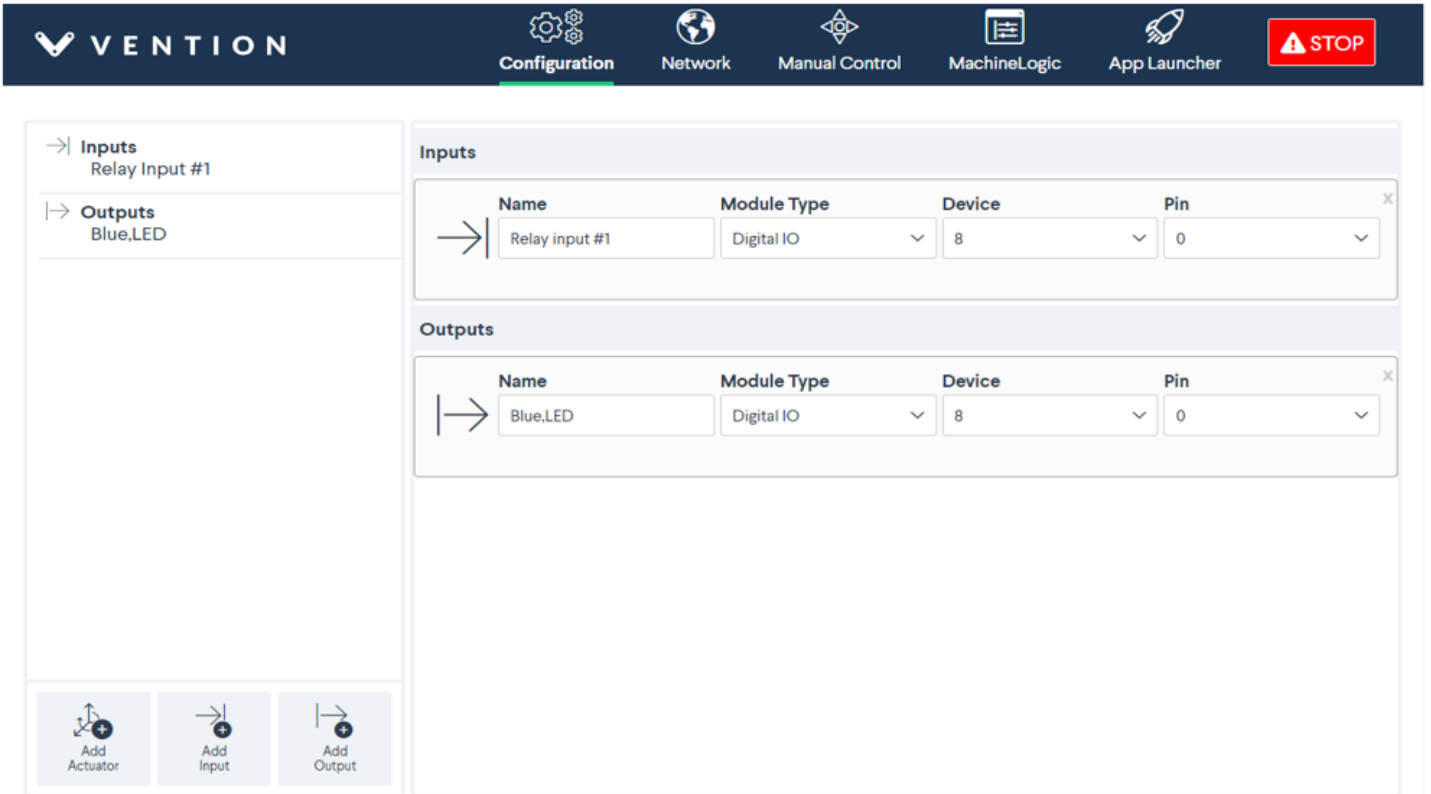 VENTION
Configuration
Network
Manual Control
MachineLogic
App Launcher
STOP
Inputs
Relay Input #1
Outputs
Blue,LED
Add
Actuator
Add
Input
Add
Output
Inputs
Name Module Type Device Pin
x
Relay input #1 Digital IO 8 0
Outputs
Name Module Type Device Pin
x
Blue,LED Digital IO 8 0